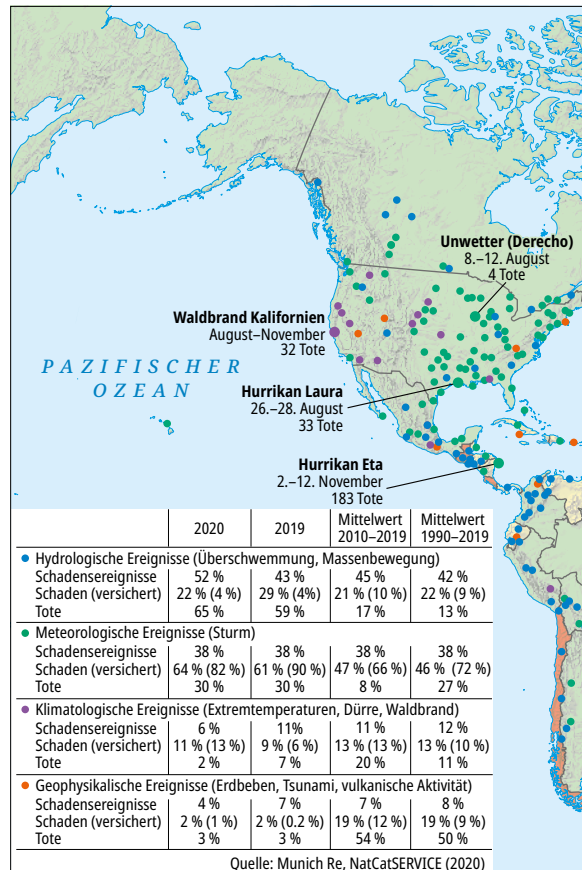 Unwetter (Derecho)
8.–12. August
4 Tote
Waldbrand Kalifornien
August–November
32 Tote
PAZIFISCHER
OZEAN
Hurrikan Laura
26.–28. August
33 Tote
Hurrikan Eta
2.–12. November
183 Tote
2020 2019 Mittelwert 2010–2019 Mittelwert 1990–2019
Hydrologische Ereignisse (Überschwemmung, Massenbewegung)
Schadensereignisse 52 % 43 % 45 % 42 %
Schaden (versichert) 22 % (4 %) 29 % (4%) 21 % (10 %) 22 % (9 %)
Tote 65 % 59 % 17 % 13 %
Meteorologische Ereignisse (Sturm)
Schadensereignisse 38 % 38 % 38 % 38 %
Schaden (versichert) 64 % (82 %) 61 % (90 %) 47 % (66 %) 46 % (72 %)
Tote 30 % 30 % 8 % 27 %
Klimatologische Ereignisse (Extremtemperaturen, Dürre, Waldbrand)
Schadensereignisse 6 % 11% 11 % 12 %
Schaden (versichert) 11 % (13 %) 9 % (6 %) 13 % (13 %) 13 % (10 %)
Tote 2 % 7 % 20 % 11 %
Geophysikalische Ereignisse (Erdbeben, Tsunami, vulkanische Aktivität)
Schadensereignisse 4 % 7 % 7 % 8 %
Schaden (versichert) 2 % (1 %) 2 % (0.2 %) 19 % (12 %) 19 % (9 %)
Tote 3 % 3 % 54 % 50 %
Quelle: Munich Re, NatCatSERVICE (2020)